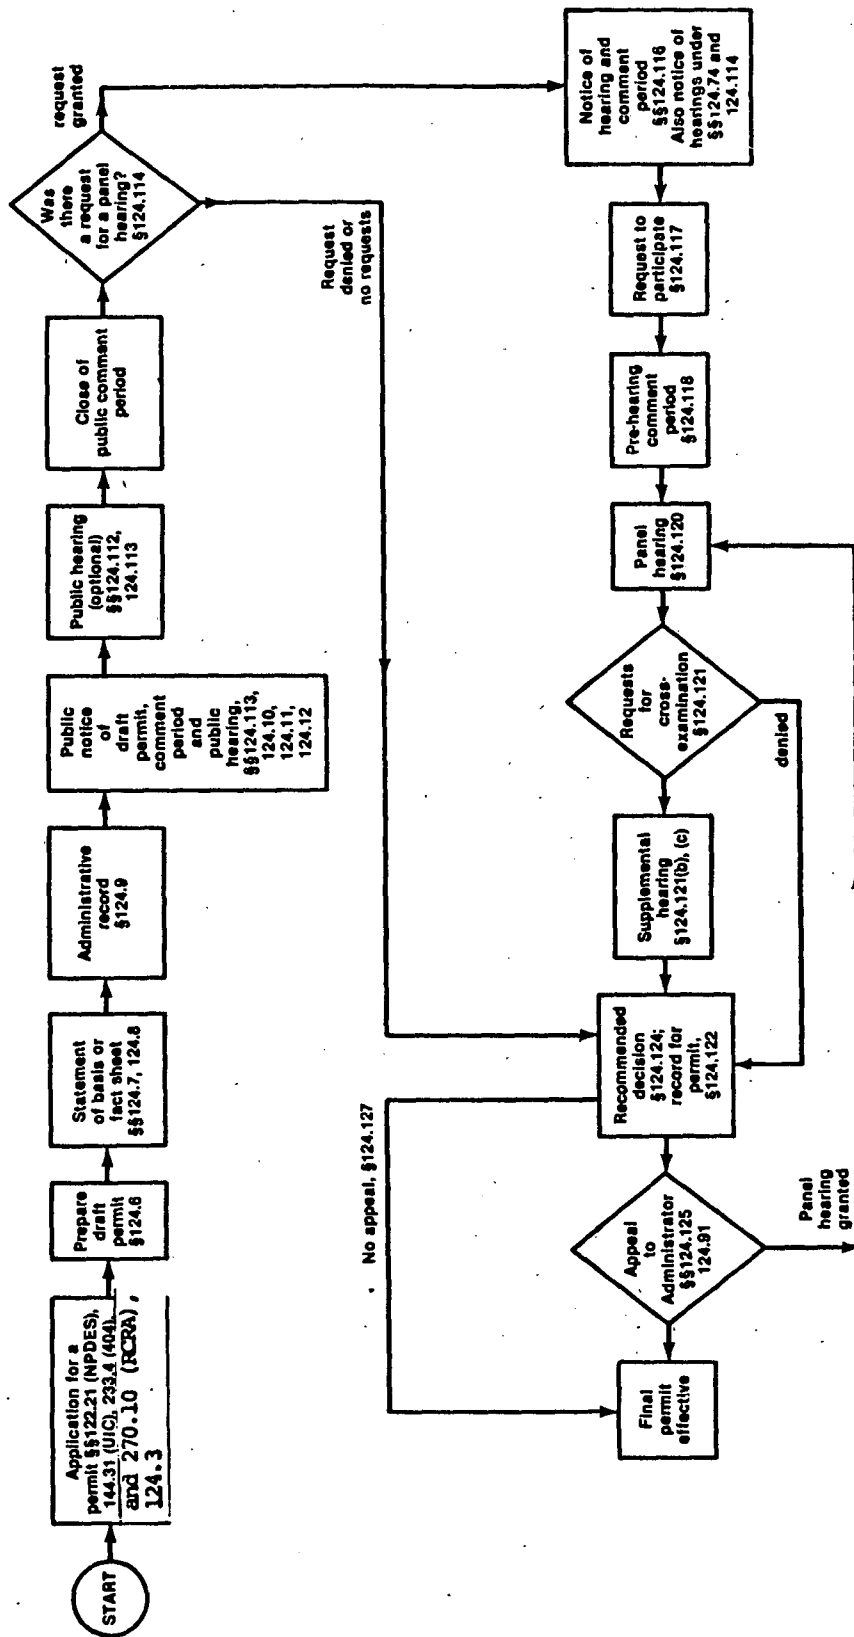 START
Application for a
permit §§122.21 (NPDES),
144.31 (UIC), 233.4 (404),
and 270.10 (RCRA),
124.3
Prepare
draft
permit
§124.6
Statement
of basis or
fact sheet
§§124.7, 124.8
Administrative
record
§124.9
Public
notice
of
draft
permit,
comment
period
and
public
hearing,
§§124.113,
124.10,
124.11,
124.12
Public hearing
(optional)
§§124.112,
124.113
Close of
public comment
period
Was
there
a request
for a panel
hearing?
§124.114
request
granted
Request
denied or
no requests
Notice of
hearing and
comment
period
§§124.116
Also notice of
hearings under
§§124.74 and
124.114
Request to
participate
§124.117
Pre-hearing
comment
period
§124.118
Panel
hearing
§124.120
Requests
for
cross-
examination
§124.121
denied
Supplemental
hearing
§124.121(b), (c)
Recommended
decision
§124.124;
record for
permit,
§124.122
No appeal, §124.127
Appeal
to
Administrator
§§124.125
124.91
Panel
hearing
granted
Final
permit
effective